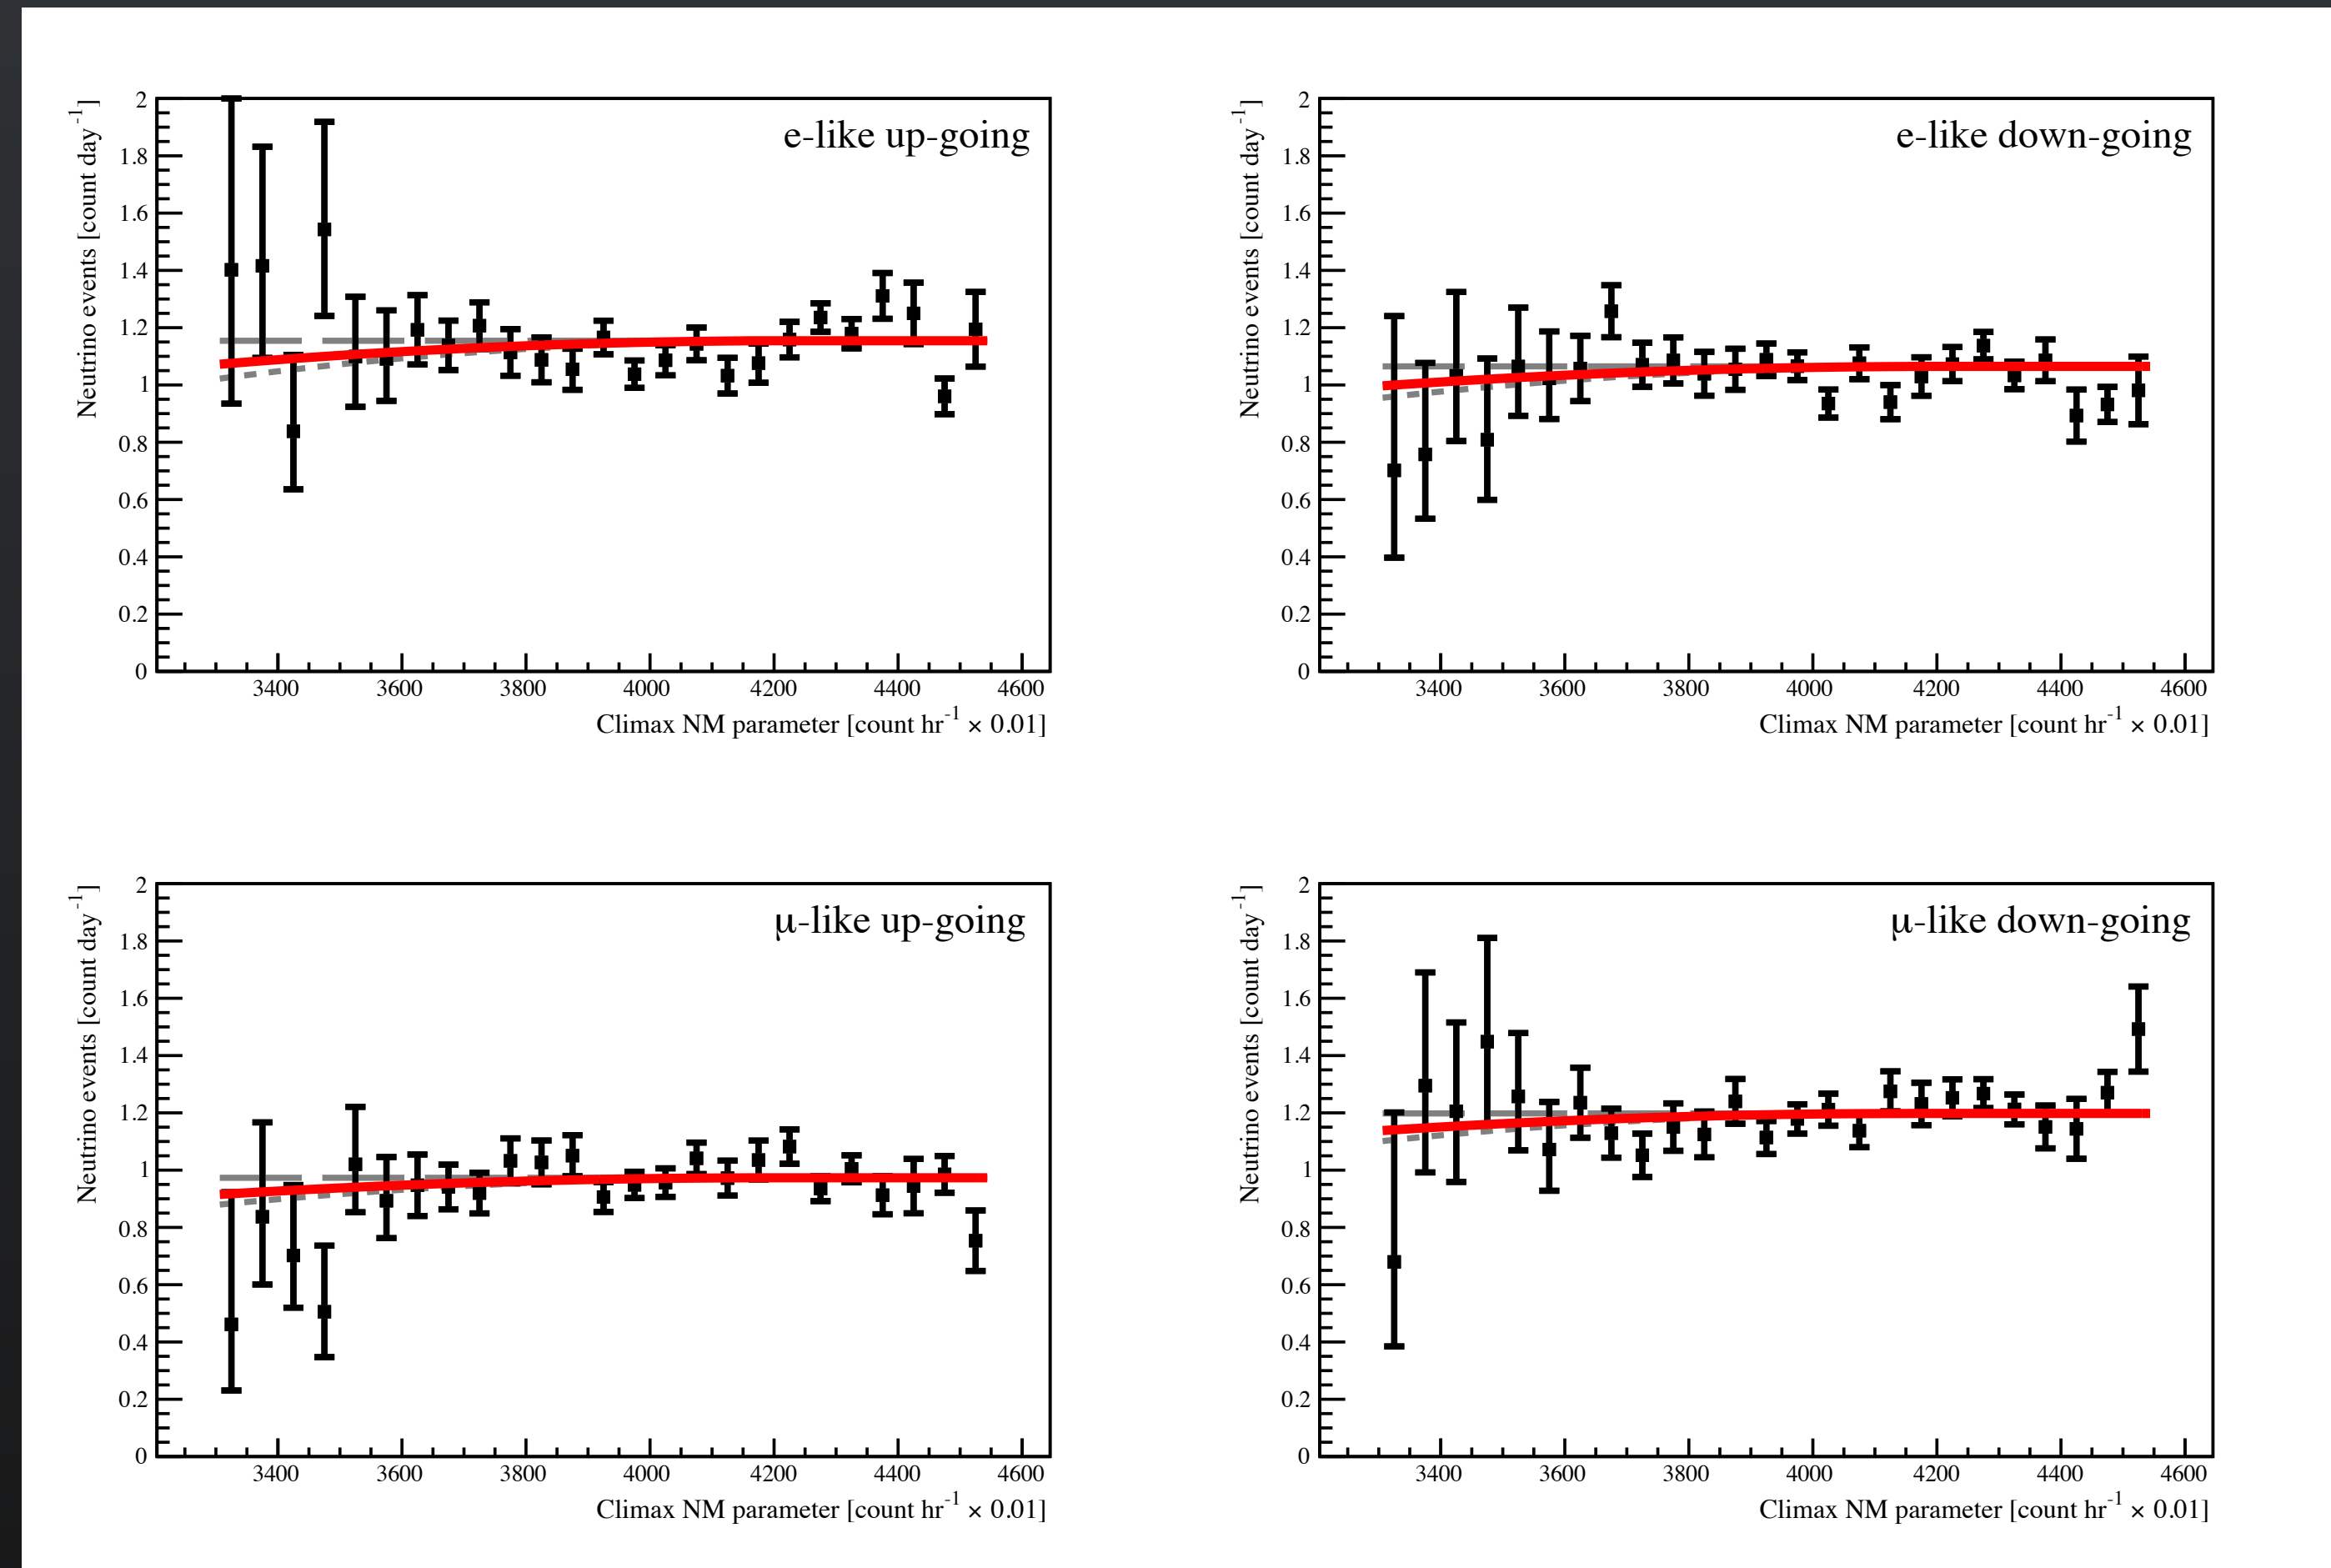 e-like up-going
Neutrino events [count day⁻¹]
2
1.8
1.6
1.4
1.2
1
0.8
0.6
0.4
0.2
0
3400 3600 3800 4000 4200 4400 4600
Climax NM parameter [count hr⁻¹ × 0.01]
e-like down-going
Neutrino events [count day⁻¹]
2
1.8
1.6
1.4
1.2
1
0.8
0.6
0.4
0.2
0
3400 3600 3800 4000 4200 4400 4600
Climax NM parameter [count hr⁻¹ × 0.01]
μ-like up-going
Neutrino events [count day⁻¹]
2
1.8
1.6
1.4
1.2
1
0.8
0.6
0.4
0.2
0
3400 3600 3800 4000 4200 4400 4600
Climax NM parameter [count hr⁻¹ × 0.01]
μ-like down-going
Neutrino events [count day⁻¹]
2
1.8
1.6
1.4
1.2
1
0.8
0.6
0.4
0.2
0
3400 3600 3800 4000 4200 4400 4600
Climax NM parameter [count hr⁻¹ × 0.01]